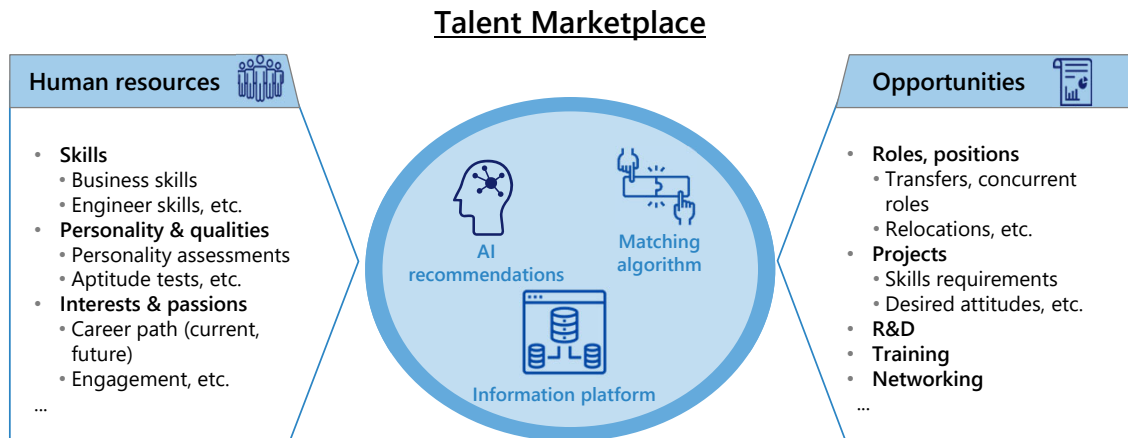 Talent Marketplace
Human resources
• Skills
• Business skills
• Engineer skills, etc.
• Personality & qualities
• Personality assessments
• Aptitude tests, etc.
• Interests & passions
• Career path (current,
future)
• Engagement, etc.
...
AI
recommendations
Matching
algorithm
Information platform
Opportunities
• Roles, positions
• Transfers, concurrent
roles
• Relocations, etc.
• Projects
• Skills requirements
• Desired attitudes, etc.
• R&D
• Training
• Networking
...